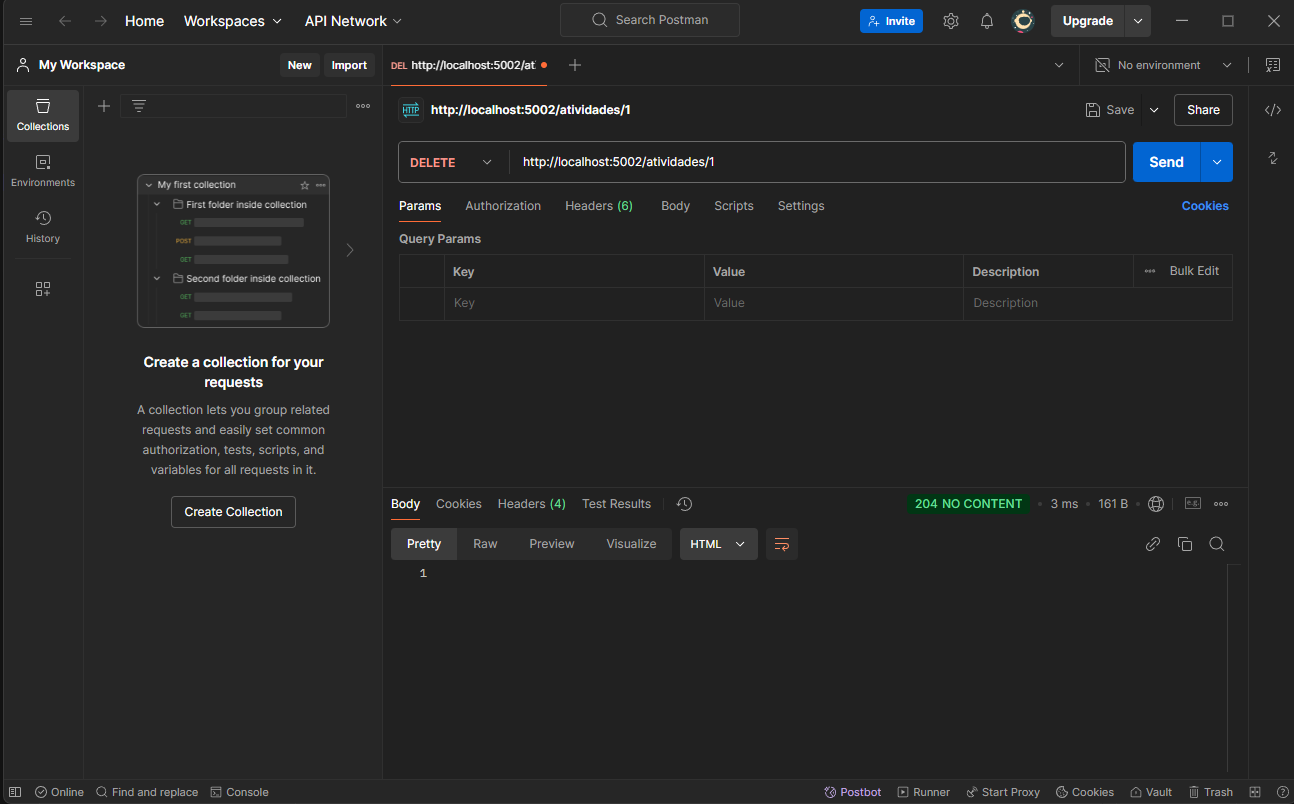 Home
Workspaces
API Network
Search Postman
Invite
Upgrade
My Workspace
New
Import
DEL http://localhost:5002/at
No environment
Collections
Environments
History
My first collection
First folder inside collection
GET
POST
GET
Second folder inside collection
GET
GET
Create a collection for your
requests
A collection lets you group related
requests and easily set common
authorization, tests, scripts, and
variables for all requests in it.
Create Collection
HTTP
http://localhost:5002/atividades/1
Save
Share
DELETE
http://localhost:5002/atividades/1
Send
Params
Authorization
Headers (6)
Body
Scripts
Settings
Cookies
Query Params
Key
Value
Description
Bulk Edit
Key
Value
Description
Body
Cookies
Headers (4)
Test Results
204 NO CONTENT
3 ms
161 B
e.g.
Pretty
Raw
Preview
Visualize
HTML
1
Online
Find and replace
Console
Postbot
Runner
Start Proxy
Cookies
Vault
Trash